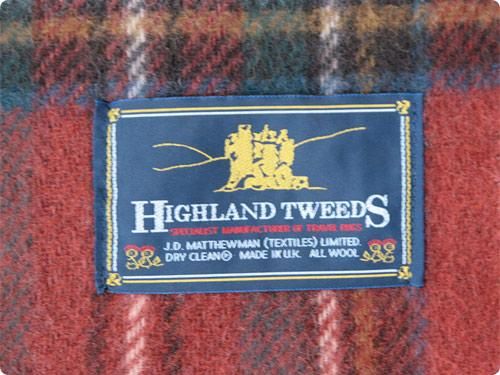 HIGHLAND TWEEDS
SPECIALIST MANUFACTURER OF TRAVEL RUGS
J.D. MATTHEWMAN (TEXTILES) LIMITED.
DRY CLEAN Ⓟ MADE IN U.K. ALL WOOL